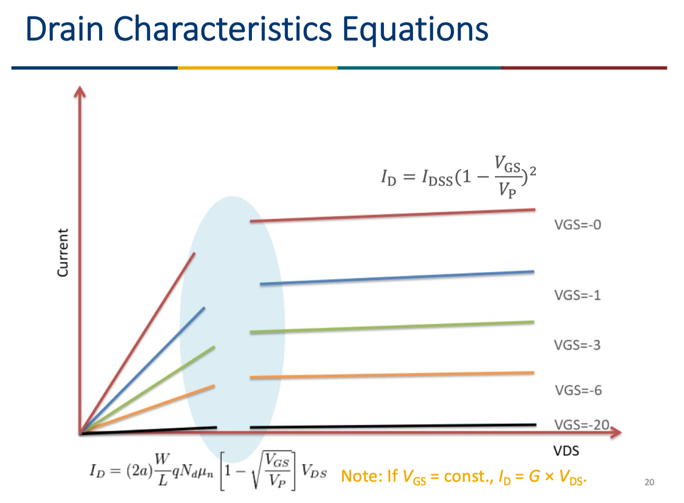 Drain Characteristics Equations
I_D = I_DSS(1 − V_GS/V_P)²
Current
VGS=-0
VGS=-1
VGS=-3
VGS=-6
VGS=-20
VDS
I_D = (2a) W/L qN_dμ_n [1 − √(V_GS/V_P)] V_DS
Note: If V_GS = const., I_D = G × V_DS.
20